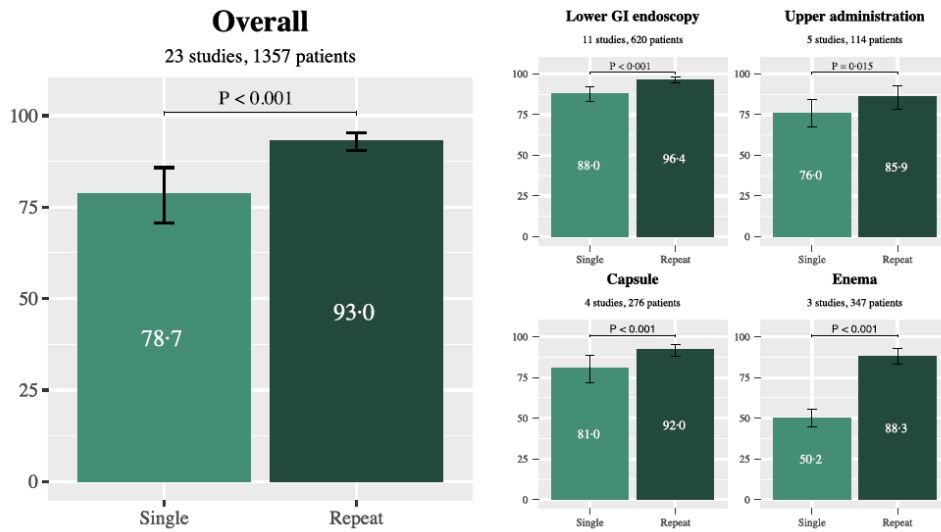 Overall
23 studies, 1357 patients
P < 0.001
100
75
50
25
0
78·7
93·0
Single
Repeat
Lower GI endoscopy
11 studies, 620 patients
P < 0·001
100
75
50
25
0
88·0
96·4
Single
Repeat
Upper administration
5 studies, 114 patients
P = 0·015
100
75
50
25
0
76·0
85·9
Single
Repeat
Capsule
4 studies, 276 patients
P < 0.001
100
75
50
25
0
81·0
92·0
Single
Repeat
Enema
3 studies, 347 patients
P < 0.001
100
75
50
25
0
50·2
88·3
Single
Repeat